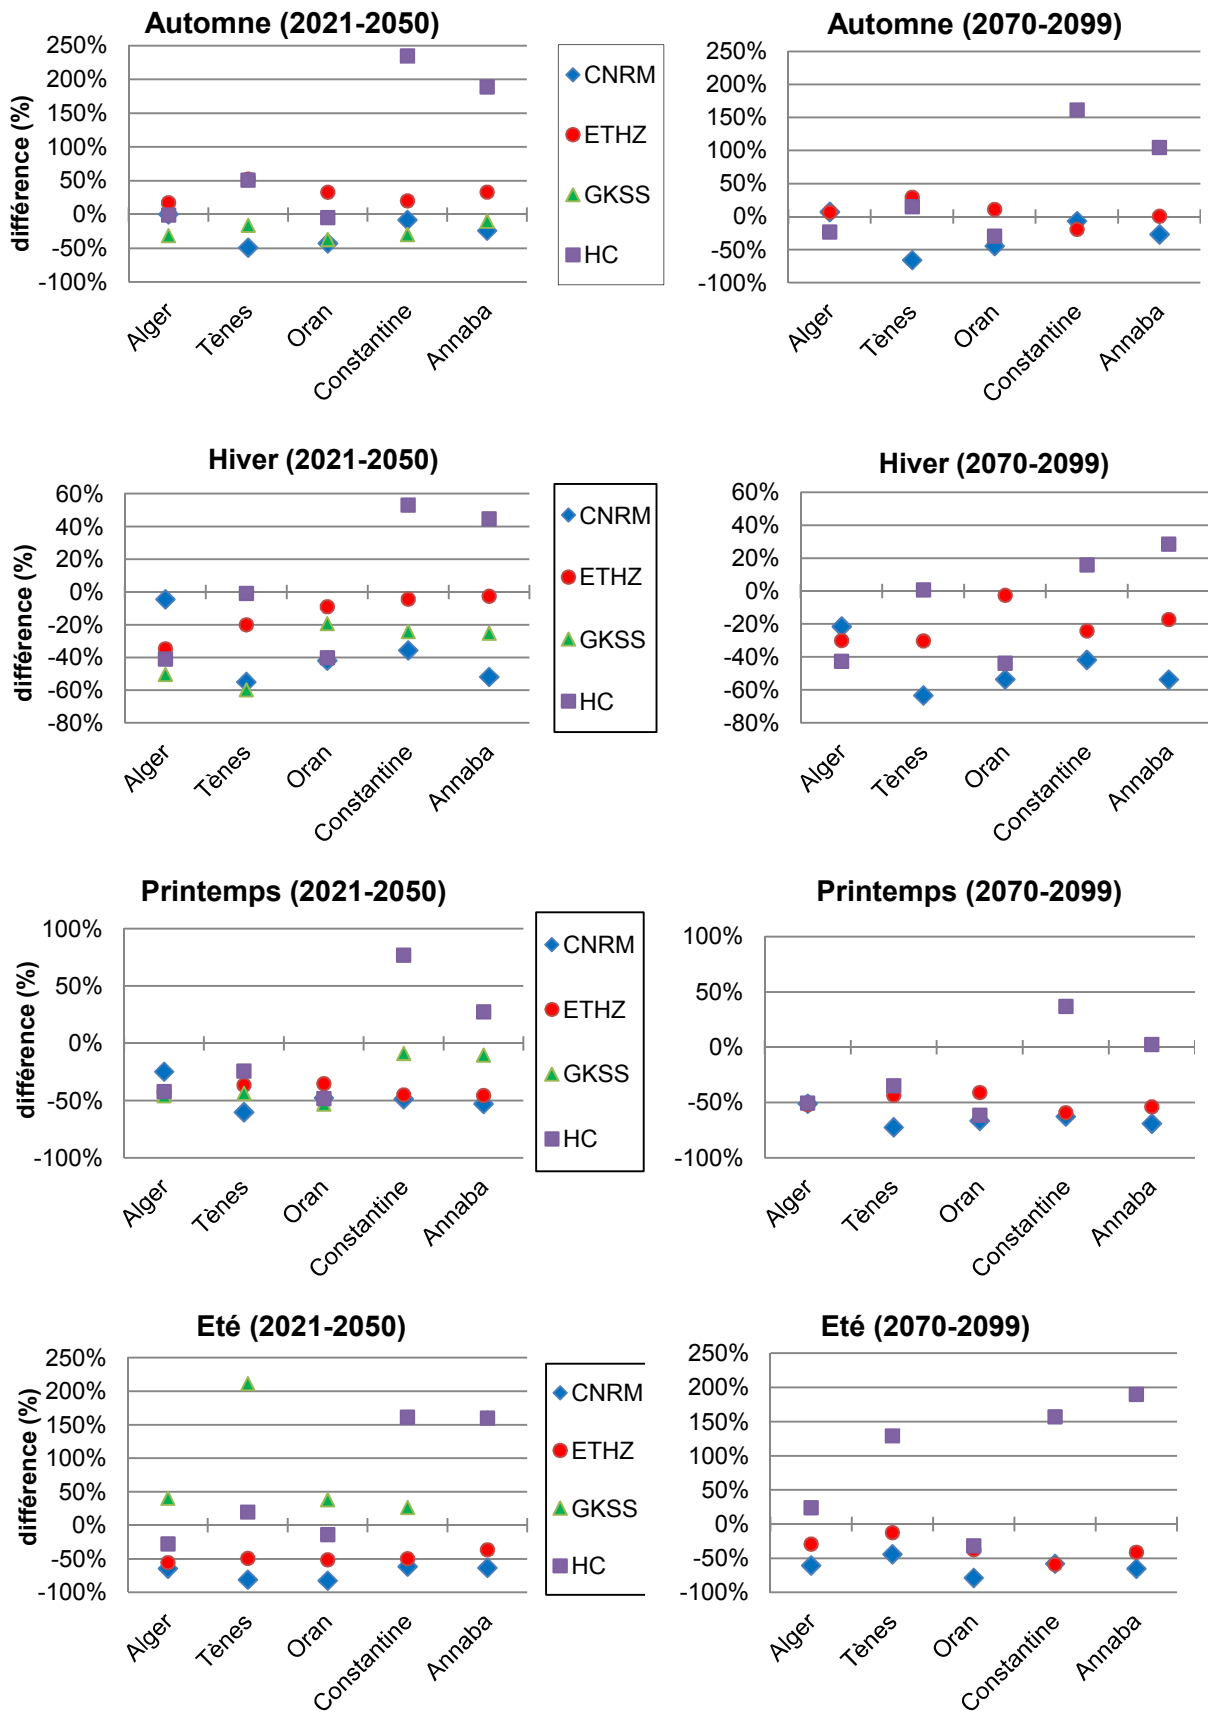 Automne (2021-2050)
différence (%)
250%
200%
150%
100%
50%
0%
-50%
-100%
Alger
Tènes
Oran
Constantine
Annaba
CNRM
ETHZ
GKSS
HC
Automne (2070-2099)
250%
200%
150%
100%
50%
0%
-50%
-100%
Alger
Tènes
Oran
Constantine
Annaba
Hiver (2021-2050)
différence (%)
60%
40%
20%
0%
-20%
-40%
-60%
-80%
Alger
Tènes
Oran
Constantine
Annaba
CNRM
ETHZ
GKSS
HC
Hiver (2070-2099)
60%
40%
20%
0%
-20%
-40%
-60%
-80%
Alger
Tènes
Oran
Constantine
Annaba
Printemps (2021-2050)
différence (%)
100%
50%
0%
-50%
-100%
Alger
Tènes
Oran
Constantine
Annaba
CNRM
ETHZ
GKSS
HC
Printemps (2070-2099)
100%
50%
0%
-50%
-100%
Alger
Tènes
Oran
Constantine
Annaba
Eté (2021-2050)
différence (%)
250%
200%
150%
100%
50%
0%
-50%
-100%
Alger
Tènes
Oran
Constantine
Annaba
CNRM
ETHZ
GKSS
HC
Eté (2070-2099)
250%
200%
150%
100%
50%
0%
-50%
-100%
Alger
Tènes
Oran
Constantine
Annaba